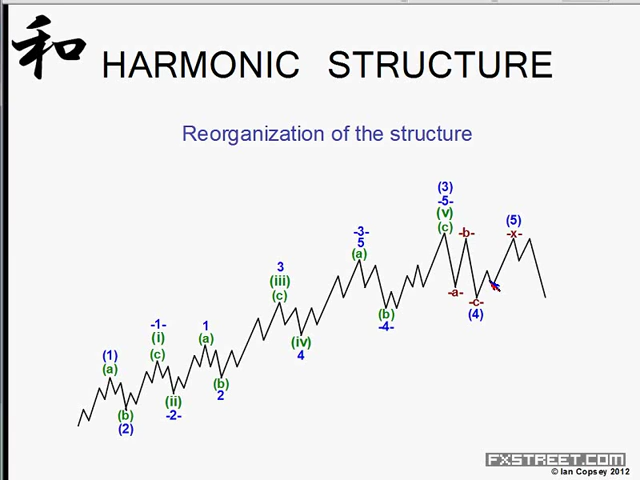 和
HARMONIC STRUCTURE
Reorganization of the structure
(3)
-5-
(v)
(c)
-b-
(5)
-x-
-3-
5
(a)
3
(iii)
(c)
-a-
-c-
(4)
(b)
-4-
-1-
(i)
(c)
1
(a)
(iv)
4
(1)
(a)
(b)
2
(ii)
-2-
(b)
(2)
FXSTREET.COM
© Ian Copsey 2012